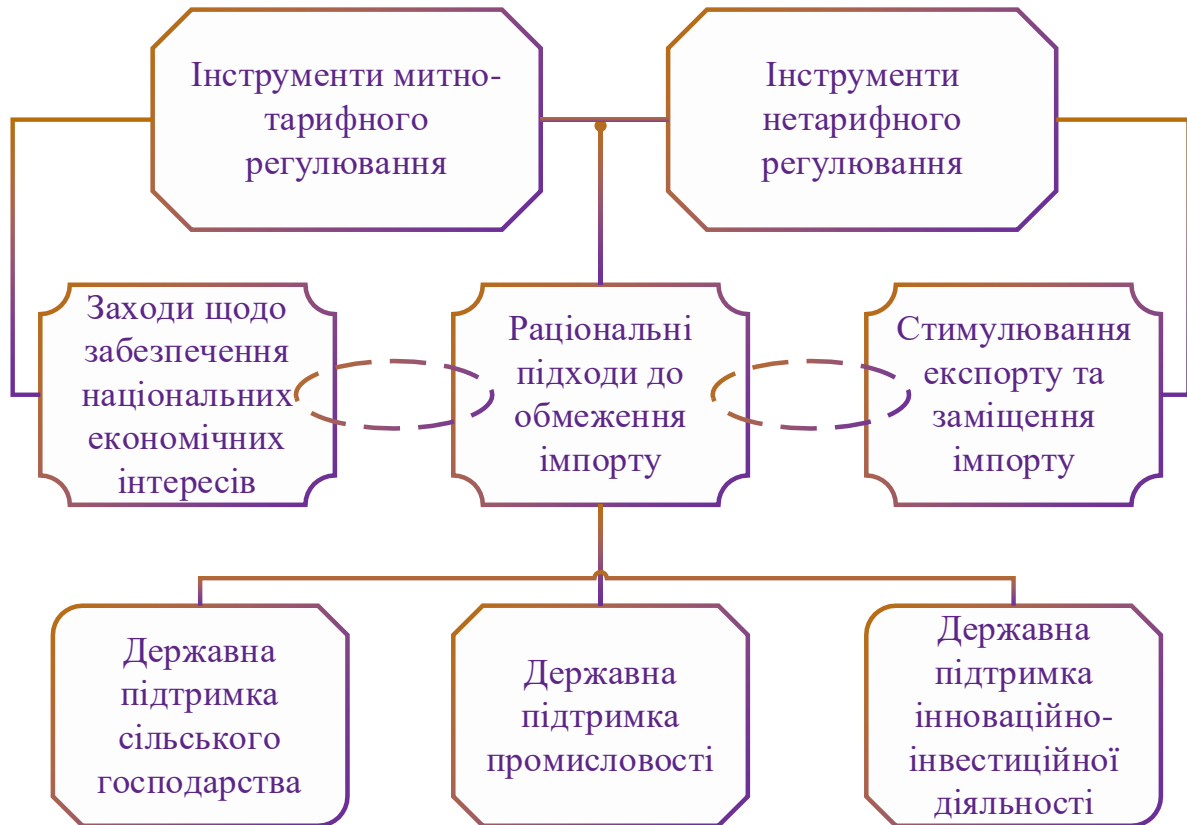 Інструменти митно-
тарифного
регулювання
Інструменти
нетарифного
регулювання
Заходи щодо
забезпечення
національних
економічних
інтересів
Раціональні
підходи до
обмеження
імпорту
Стимулювання
експорту та
заміщення
імпорту
Державна
підтримка
сільського
господарства
Державна
підтримка
промисловості
Державна
підтримка
інноваційно-
інвестиційної
діяльності